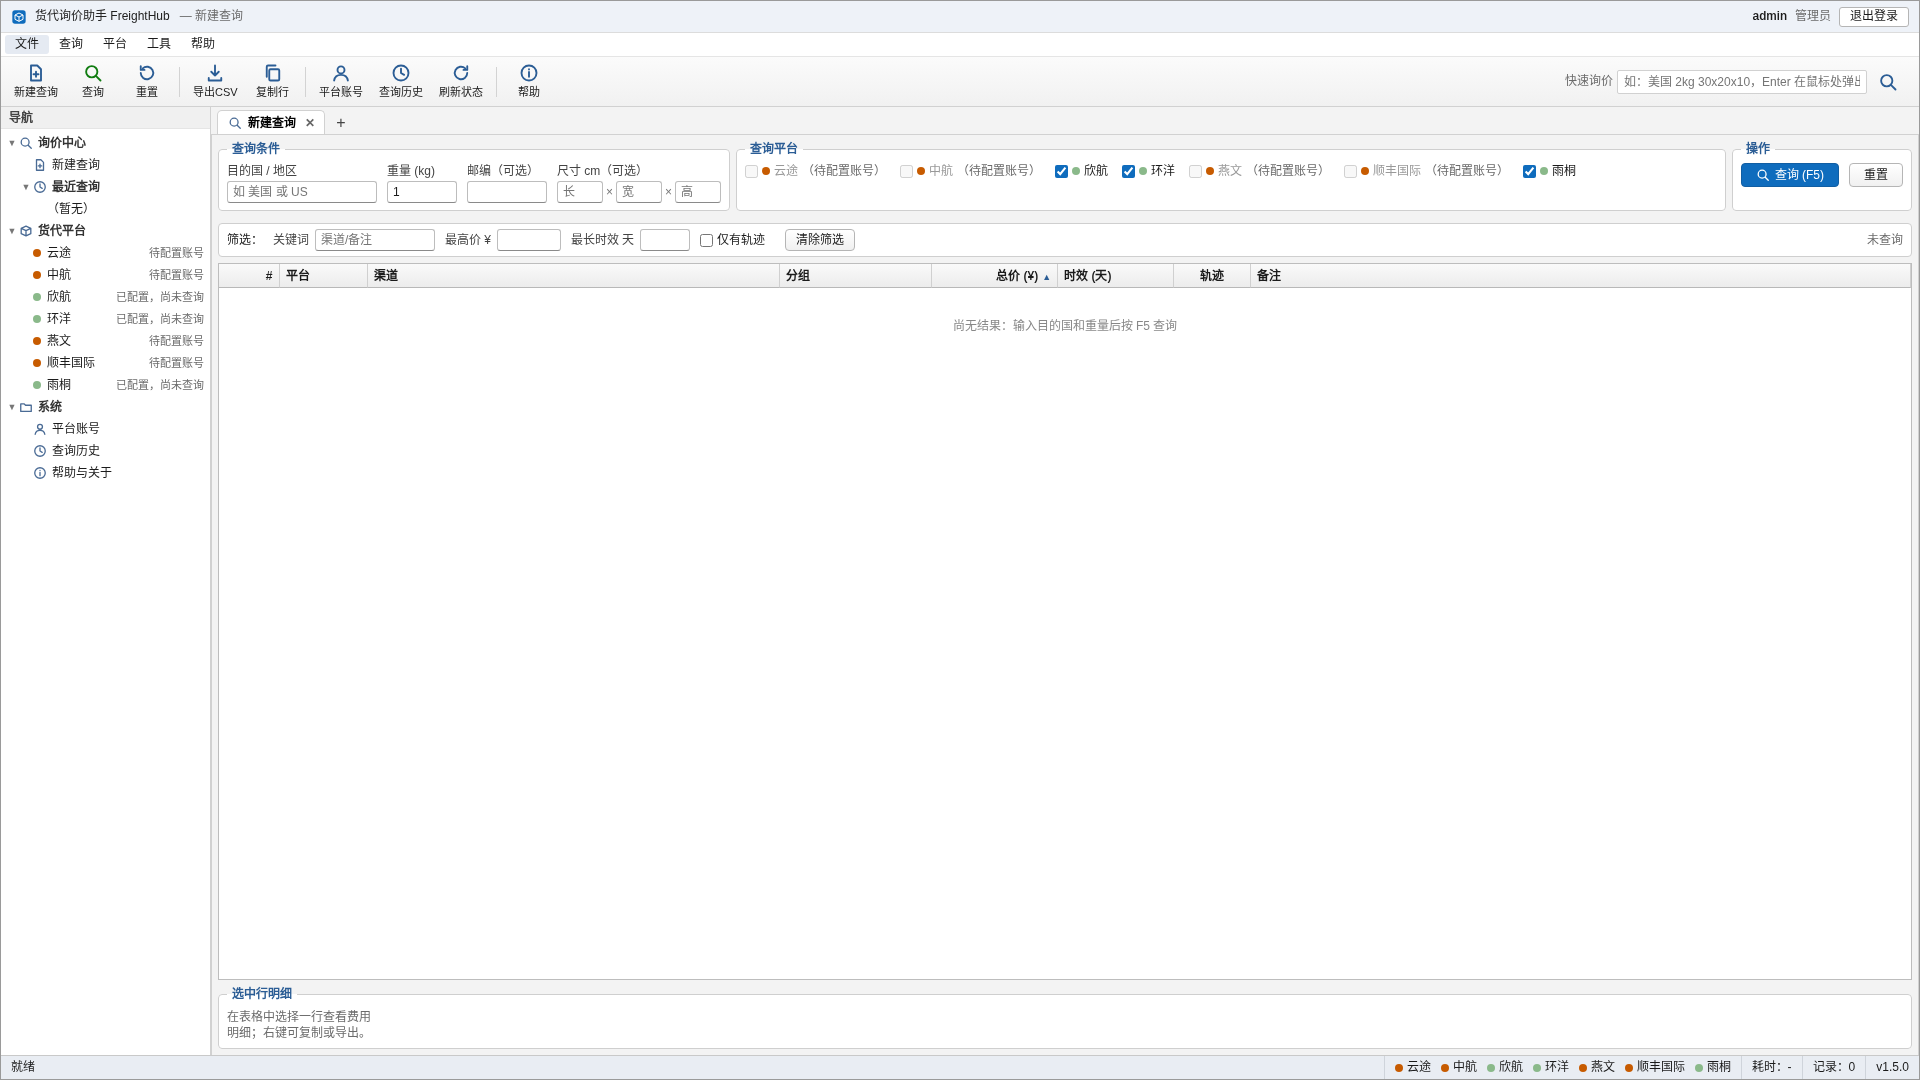 货代询价助手 FreightHub — 新建查询
admin 管理员 退出登录
文件 查询 平台 工具 帮助
新建查询 查询 重置 导出CSV 复制行 平台账号 查询历史 刷新状态 帮助
快速询价 如：美国 2kg 30x20x10，Enter 在鼠标处弹出
导航
询价中心
新建查询
最近查询
（暂无）
货代平台
云途 待配置账号
中航 待配置账号
欣航 已配置，尚未查询
环洋 已配置，尚未查询
燕文 待配置账号
顺丰国际 待配置账号
雨桐 已配置，尚未查询
系统
平台账号
查询历史
帮助与关于
新建查询 ✕ +
查询条件
目的国 / 地区 重量 (kg) 邮编（可选） 尺寸 cm（可选）
如 美国 或 US 1 长 × 宽 × 高
查询平台
云途 （待配置账号） 中航 （待配置账号） 欣航 环洋 燕文 （待配置账号） 顺丰国际 （待配置账号） 雨桐
操作
查询 (F5) 重置
筛选： 关键词 渠道/备注 最高价 ¥ 最长时效 天 仅有轨迹 清除筛选 未查询
# 平台 渠道 分组 总价 (¥) ▲ 时效 (天) 轨迹 备注
尚无结果：输入目的国和重量后按 F5 查询
选中行明细
在表格中选择一行查看费用
明细；右键可复制或导出。
就绪 云途 中航 欣航 环洋 燕文 顺丰国际 雨桐 耗时：- 记录：0 v1.5.0